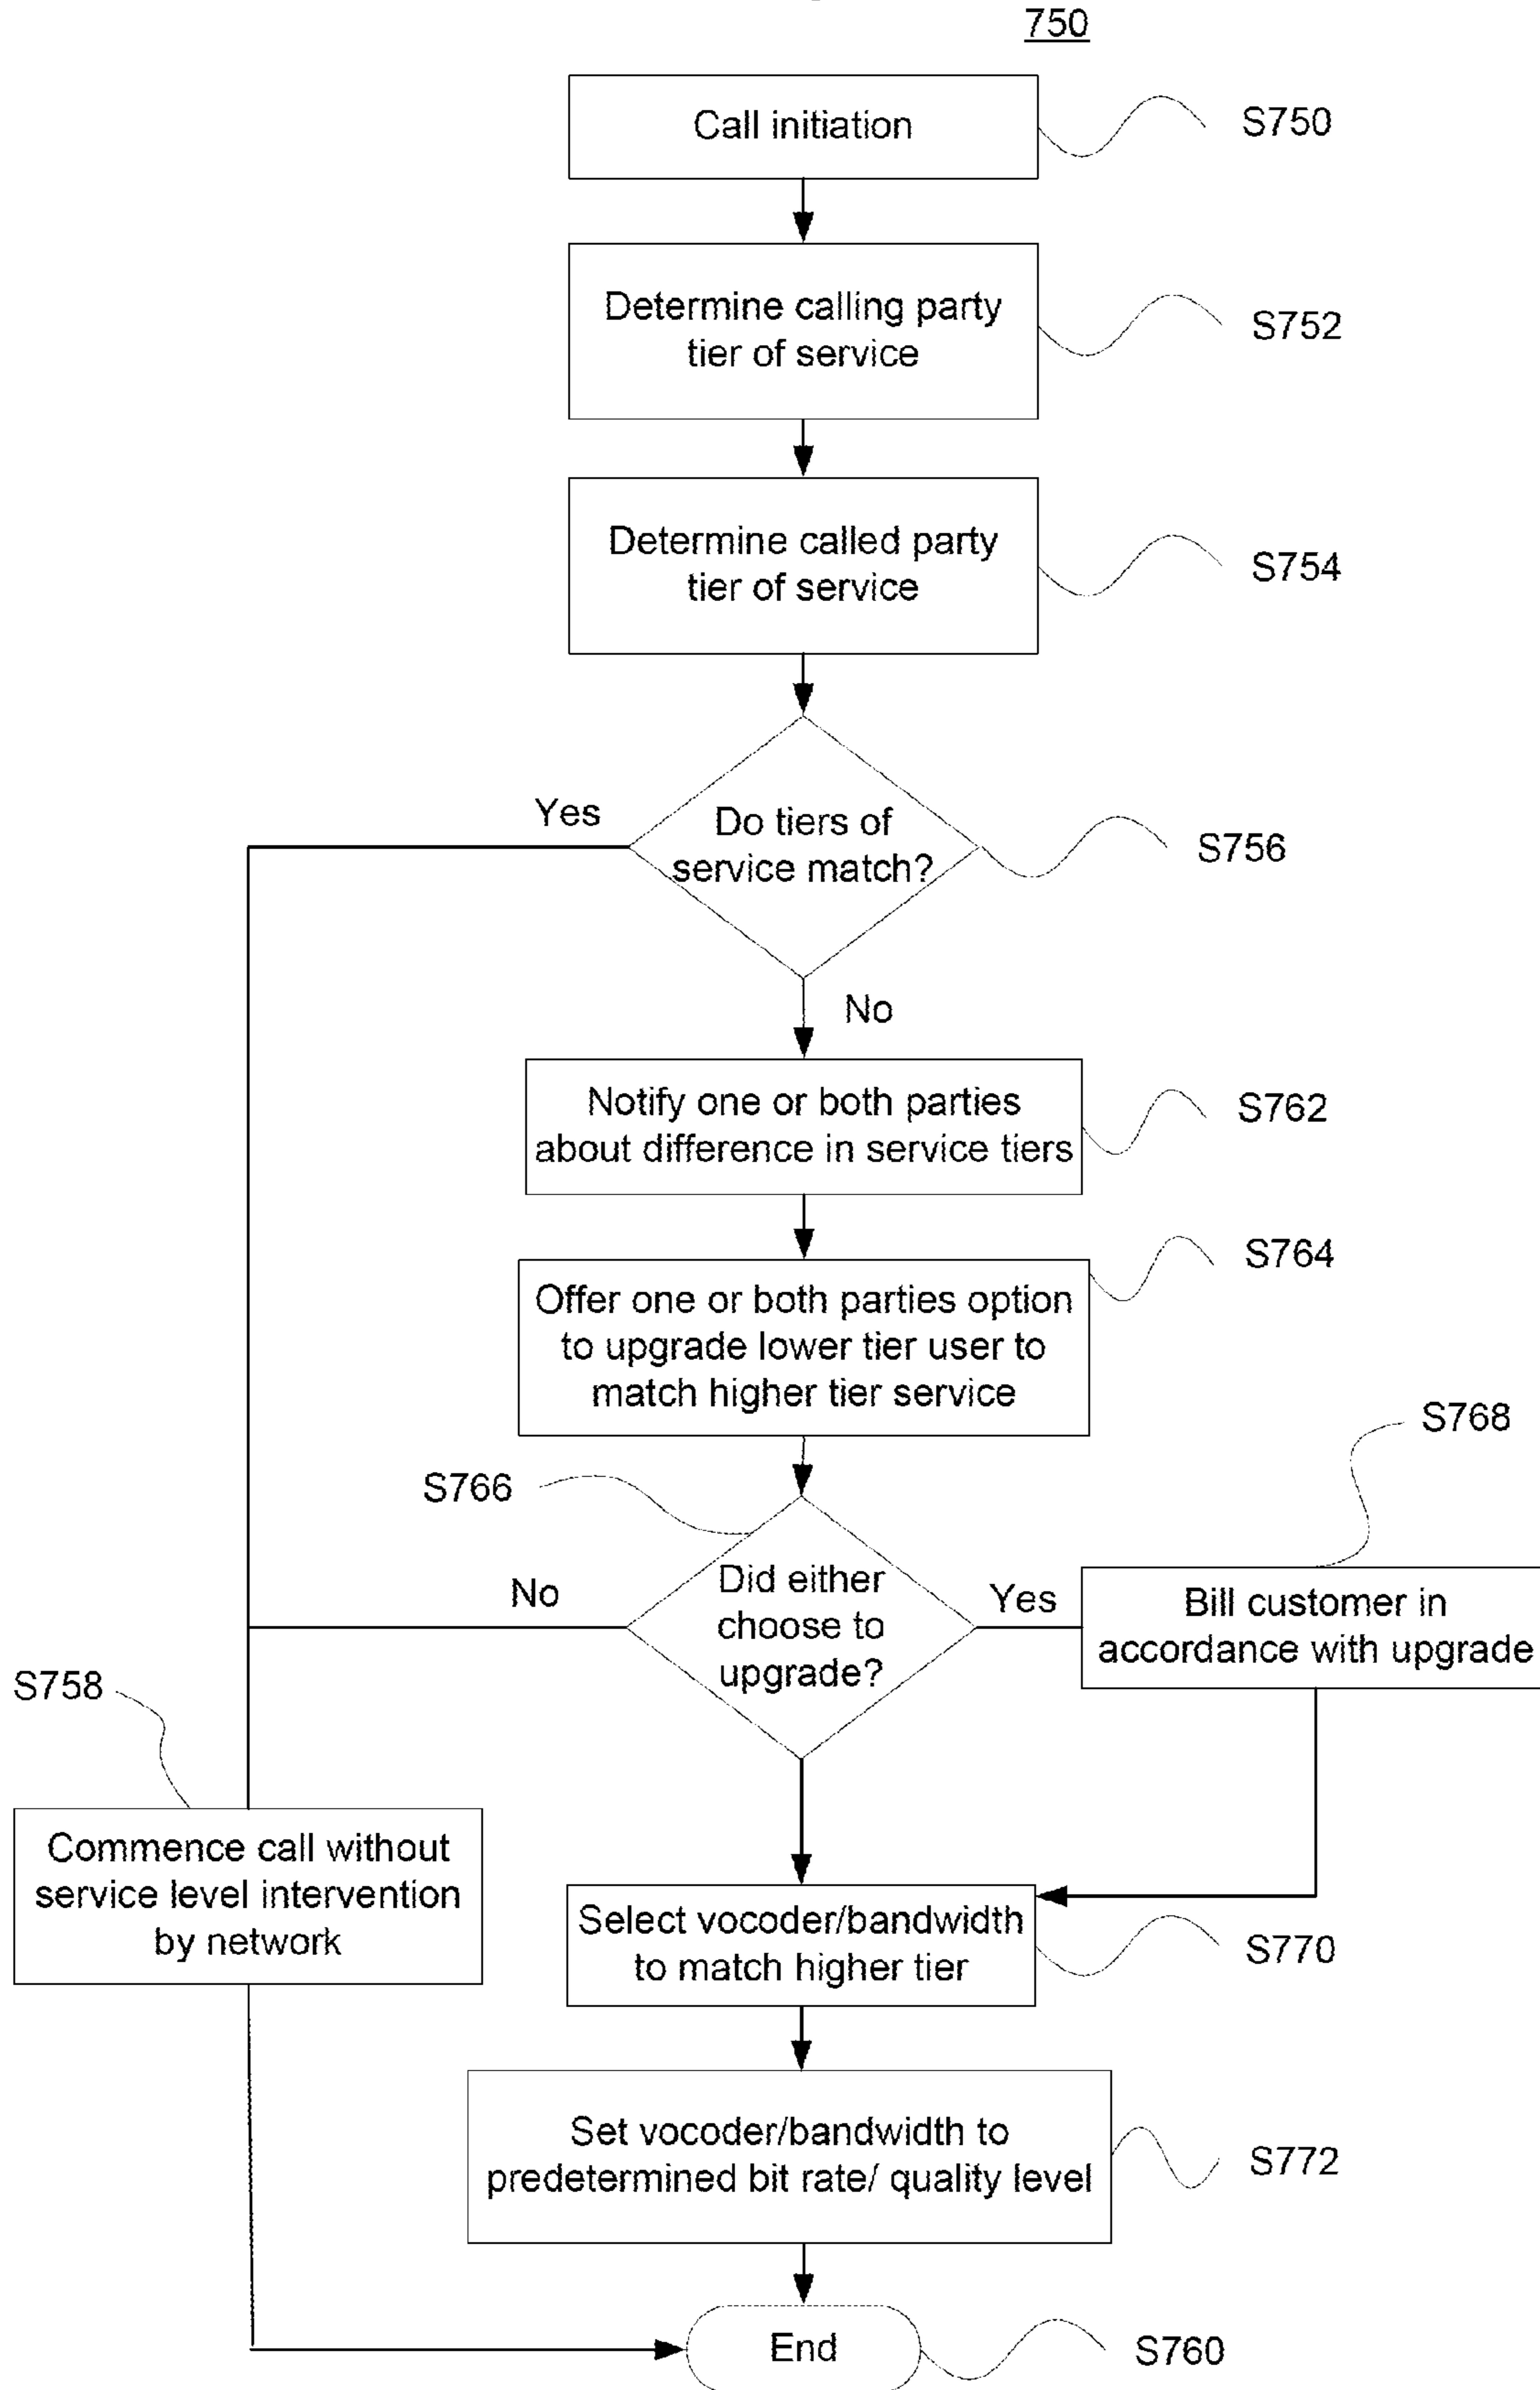 750
Call initiation
S750
Determine calling party
tier of service
S752
Determine called party
tier of service
S754
Yes
Do tiers of
service match?
S756
No
Notify one or both parties
about difference in service tiers
S762
S764
Offer one or both parties option
to upgrade lower tier user to
match higher tier service
S768
S766
No
Did either
choose to
upgrade?
Yes
Bill customer in
accordance with upgrade
S758
Commence call without
service level intervention
by network
Select vocoder/bandwidth
to match higher tier
S770
Set vocoder/bandwidth to
predetermined bit rate/ quality level
S772
End
S760